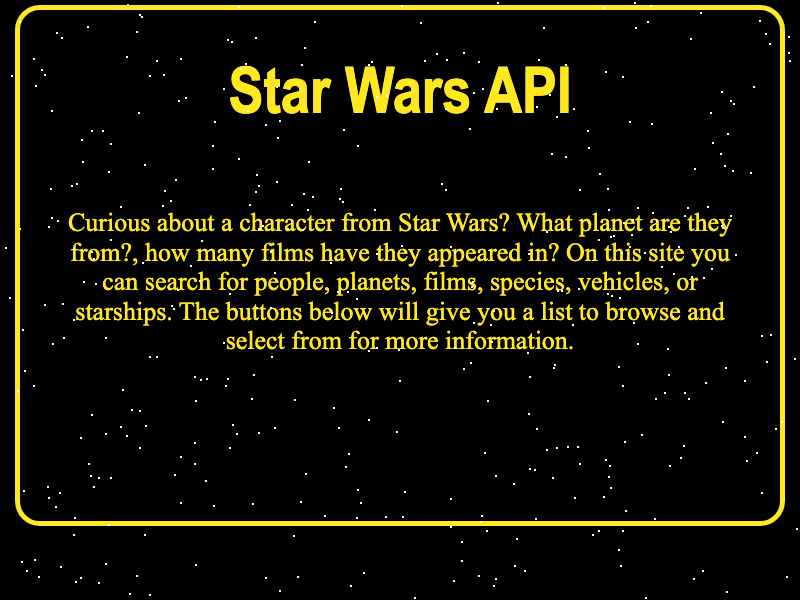 Star Wars API
Curious about a character from Star Wars? What planet are they
from?, how many films have they appeared in? On this site you
can search for people, planets, films, species, vehicles, or
starships. The buttons below will give you a list to browse and
select from for more information.